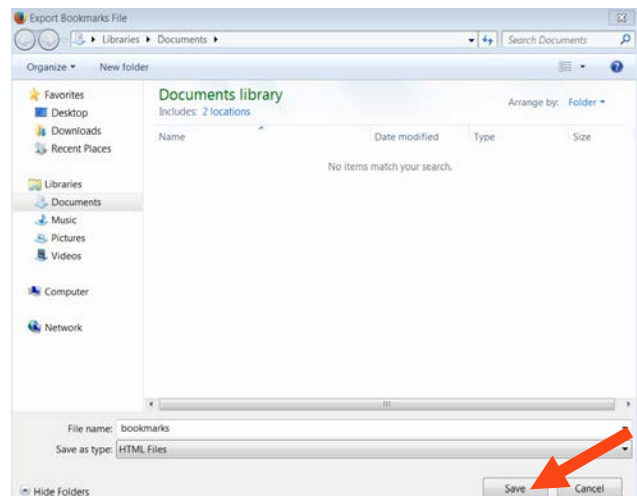 Export Bookmarks File
Libraries Documents
Search Documents
Organize New folder
Favorites
Desktop
Downloads
Recent Places
Libraries
Documents
Music
Pictures
Videos
Computer
Network
Documents library
Includes: 2 locations
Arrange by: Folder
Name Date modified Type Size
No items match your search.
File name: bookmarks
Save as type: HTML Files
Hide Folders
Save Cancel